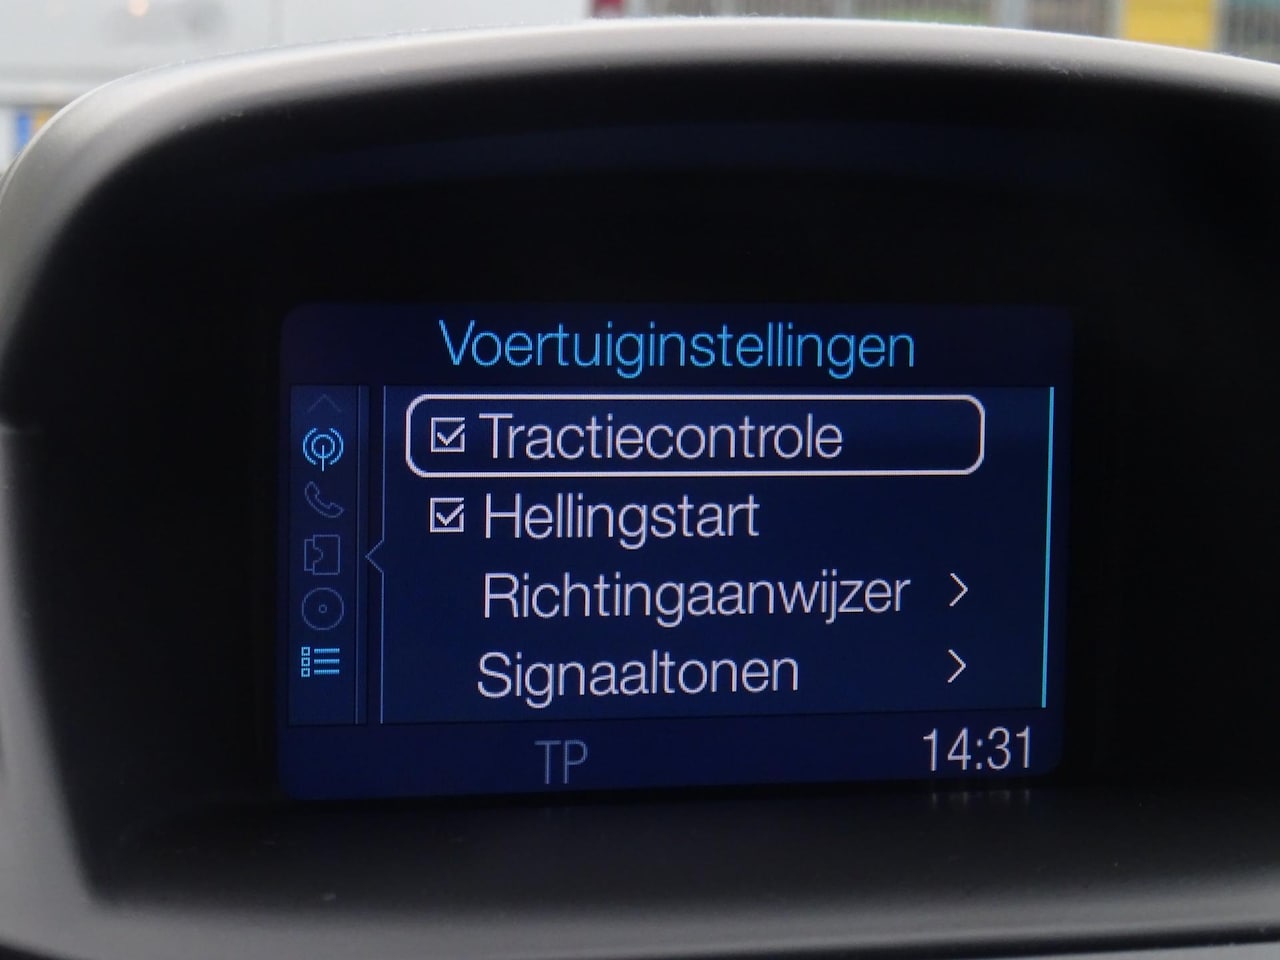 Voertuiginstellingen
Tractiecontrole
Hellingstart
Richtingaanwijzer
Signaaltonen
TP
14:31